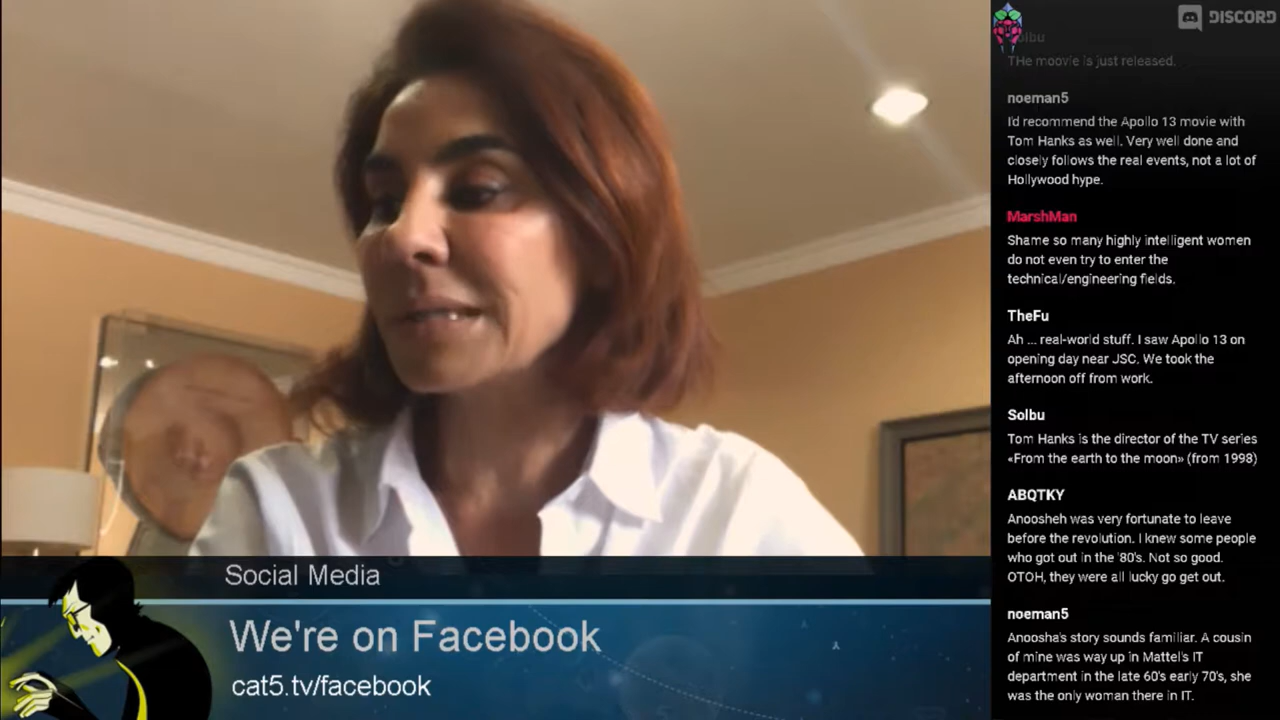 Social Media
We're on Facebook
cat5.tv/facebook
DISCORD
Solbu
THe moovie is just released.
noeman5
I'd recommend the Apollo 13 movie with
Tom Hanks as well. Very well done and
closely follows the real events, not a lot of
Hollywood hype.
MarshMan
Shame so many highly intelligent women
do not even try to enter the
technical/engineering fields.
TheFu
Ah ... real-world stuff. I saw Apollo 13 on
opening day near JSC. We took the
afternoon off from work.
Solbu
Tom Hanks is the director of the TV series
«From the earth to the moon» (from 1998)
ABQTKY
Anoosheh was very fortunate to leave
before the revolution. I knew some people
who got out in the '80's. Not so good.
OTOH, they were all lucky go get out.
noeman5
Anoosha's story sounds familiar. A cousin
of mine was way up in Mattel's IT
department in the late 60's early 70's, she
was the only woman there in IT.